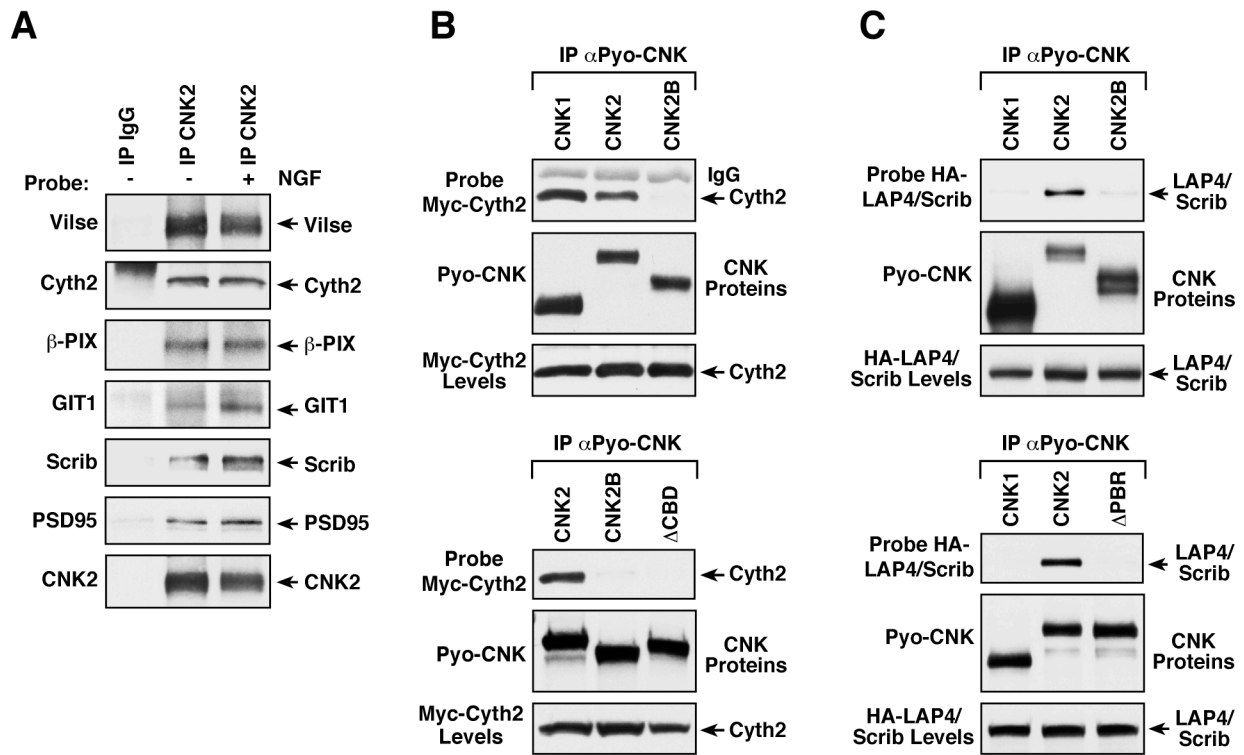 A
IP IgG
IP CNK2
IP CNK2
Probe: - - + NGF
Vilse Vilse
Cyth2 Cyth2
β-PIX β-PIX
GIT1 GIT1
Scrib Scrib
PSD95 PSD95
CNK2 CNK2
B
IP αPyo-CNK
CNK1
CNK2
CNK2B
Probe
Myc-Cyth2
IgG
Cyth2
Pyo-CNK
CNK
Proteins
Myc-Cyth2
Levels
Cyth2
IP αPyo-CNK
CNK2
CNK2B
ΔCBD
Probe
Myc-Cyth2
Cyth2
Pyo-CNK
CNK
Proteins
Myc-Cyth2
Levels
Cyth2
C
IP αPyo-CNK
CNK1
CNK2
CNK2B
Probe HA-
LAP4/Scrib
LAP4/
Scrib
Pyo-CNK
CNK
Proteins
HA-LAP4/
Scrib Levels
LAP4/
Scrib
IP αPyo-CNK
CNK1
CNK2
ΔPBR
Probe HA-
LAP4/Scrib
LAP4/
Scrib
Pyo-CNK
CNK
Proteins
HA-LAP4/
Scrib Levels
LAP4/
Scrib